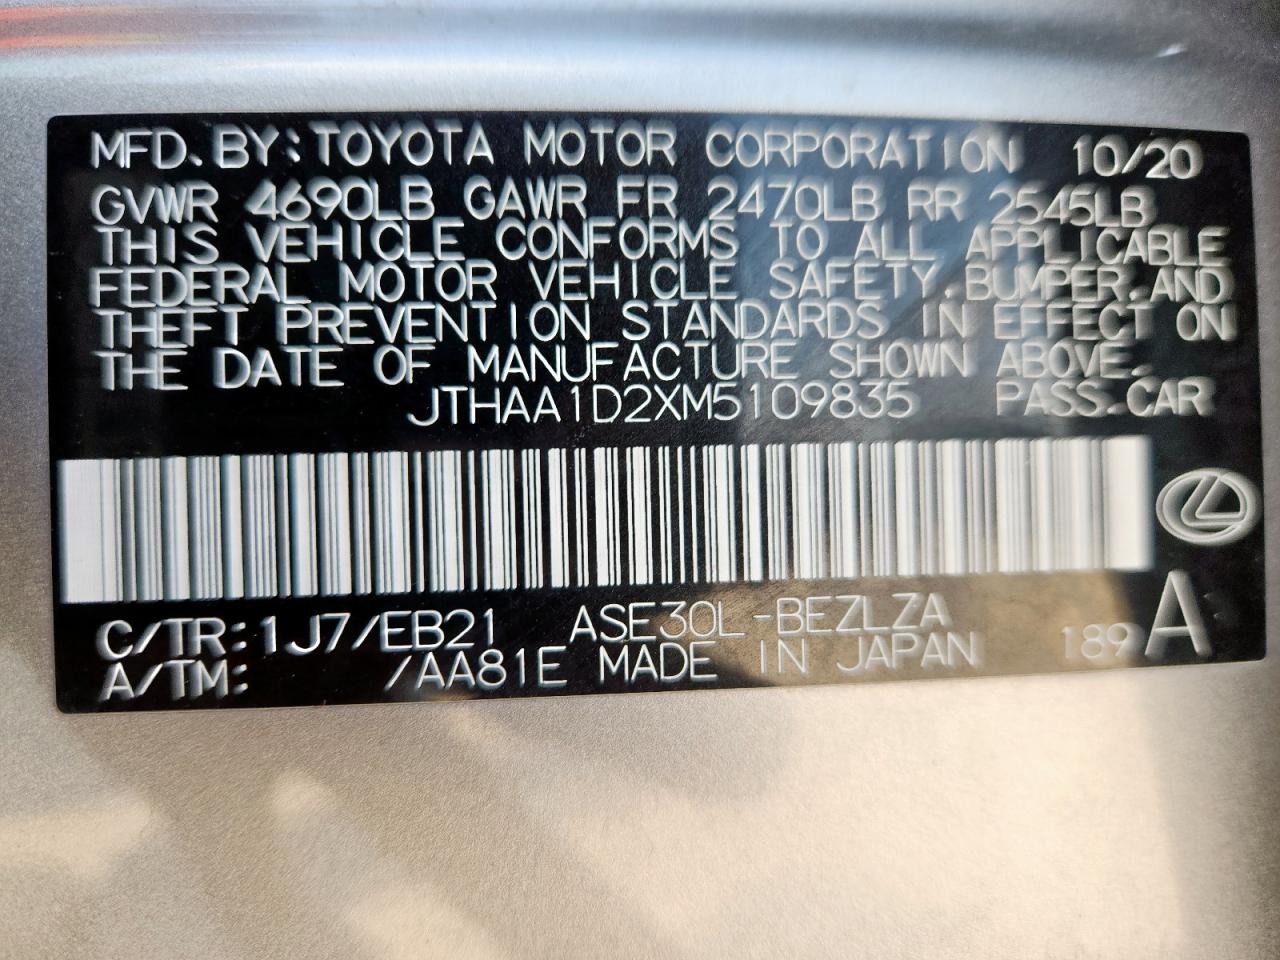 MFD. BY: TOYOTA MOTOR CORPORATION 10/20
GVWR 4690LB GAWR FR 2470LB RR 2545LB
THIS VEHICLE CONFORMS TO ALL APPLICABLE
FEDERAL MOTOR VEHICLE SAFETY, BUMPER, AND
THEFT PREVENTION STANDARDS IN EFFECT ON
THE DATE OF MANUFACTURE SHOWN ABOVE.
JTHAA1D2XM5109835 PASS. CAR
C/TR: 1J7/EB21 ASE30L-BEZLZA
A/TM: /AA81E MADE IN JAPAN 189 A